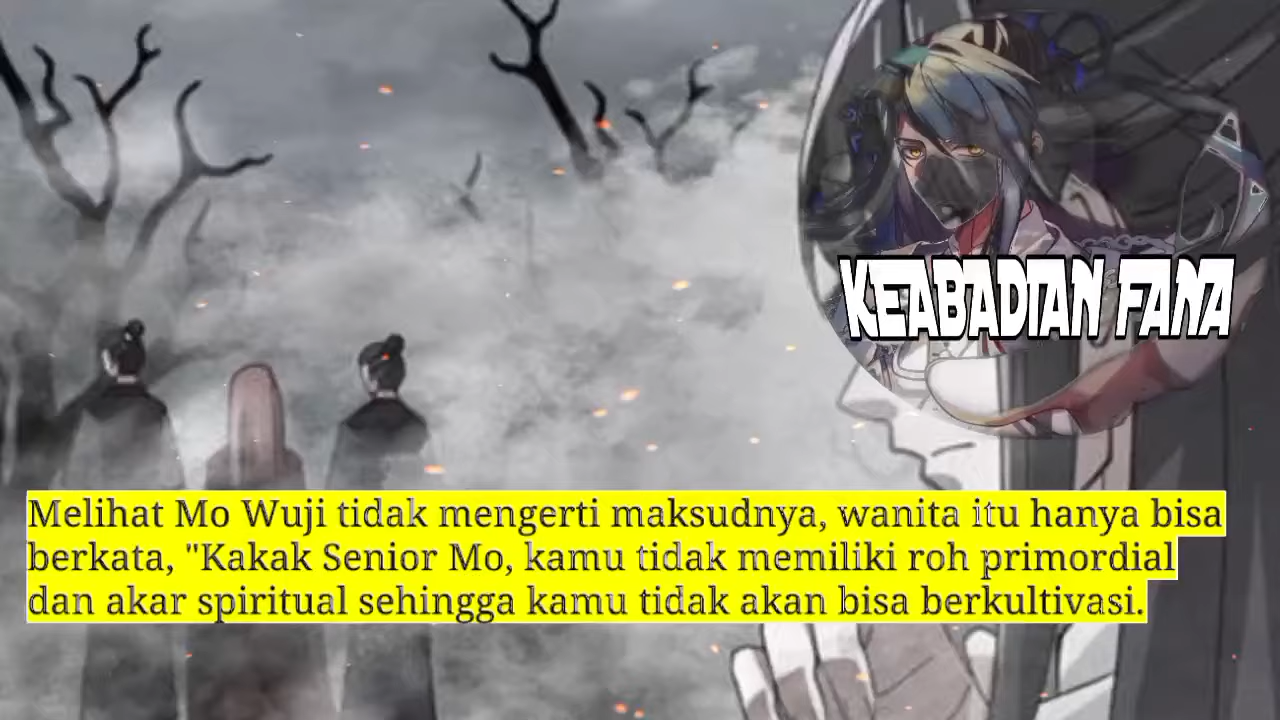 KEABADIAN FANA
Melihat Mo Wuji tidak mengerti maksudnya, wanita itu hanya bisa
berkata, "Kakak Senior Mo, kamu tidak memiliki roh primordial
dan akar spiritual sehingga kamu tidak akan bisa berkultivasi.